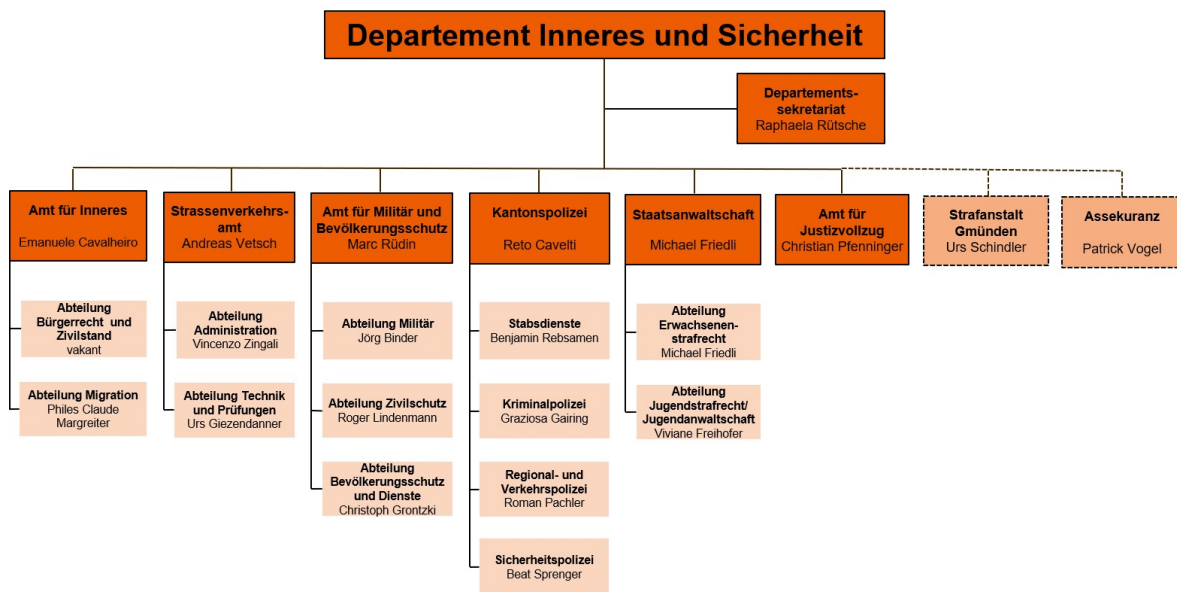 Departement Inneres und Sicherheit
Departements-
sekretariat
Raphaela Rütsche
Amt für Inneres
Emanuele Cavalheiro
Strassenverkehrs-
amt
Andreas Vetsch
Amt für Militär und
Bevölkerungsschutz
Marc Rüdin
Kantonspolizei
Reto Cavelti
Staatsanwaltschaft
Michael Friedli
Amt für
Justizvollzug
Christian Pfenninger
Strafanstalt
Gmünden
Urs Schindler
Assekuranz
Patrick Vogel
Abteilung
Bürgerrecht und
Zivilstand
vakant
Abteilung Migration
Philes Claude
Margreiter
Abteilung
Administration
Vincenzo Zingali
Abteilung Technik
und Prüfungen
Urs Giezendanner
Abteilung Militär
Jörg Binder
Abteilung Zivilschutz
Roger Lindenmann
Abteilung
Bevölkerungsschutz
und Dienste
Christoph Grontzki
Stabsdienste
Benjamin Rebsamen
Kriminalpolizei
Graziosa Gairing
Regional- und
Verkehrspolizei
Roman Pachler
Sicherheitspolizei
Beat Sprenger
Abteilung
Erwachsenen-
strafrecht
Michael Friedli
Abteilung
Jugendstrafrecht/
Jugendanwaltschaft
Viviane Freihofer